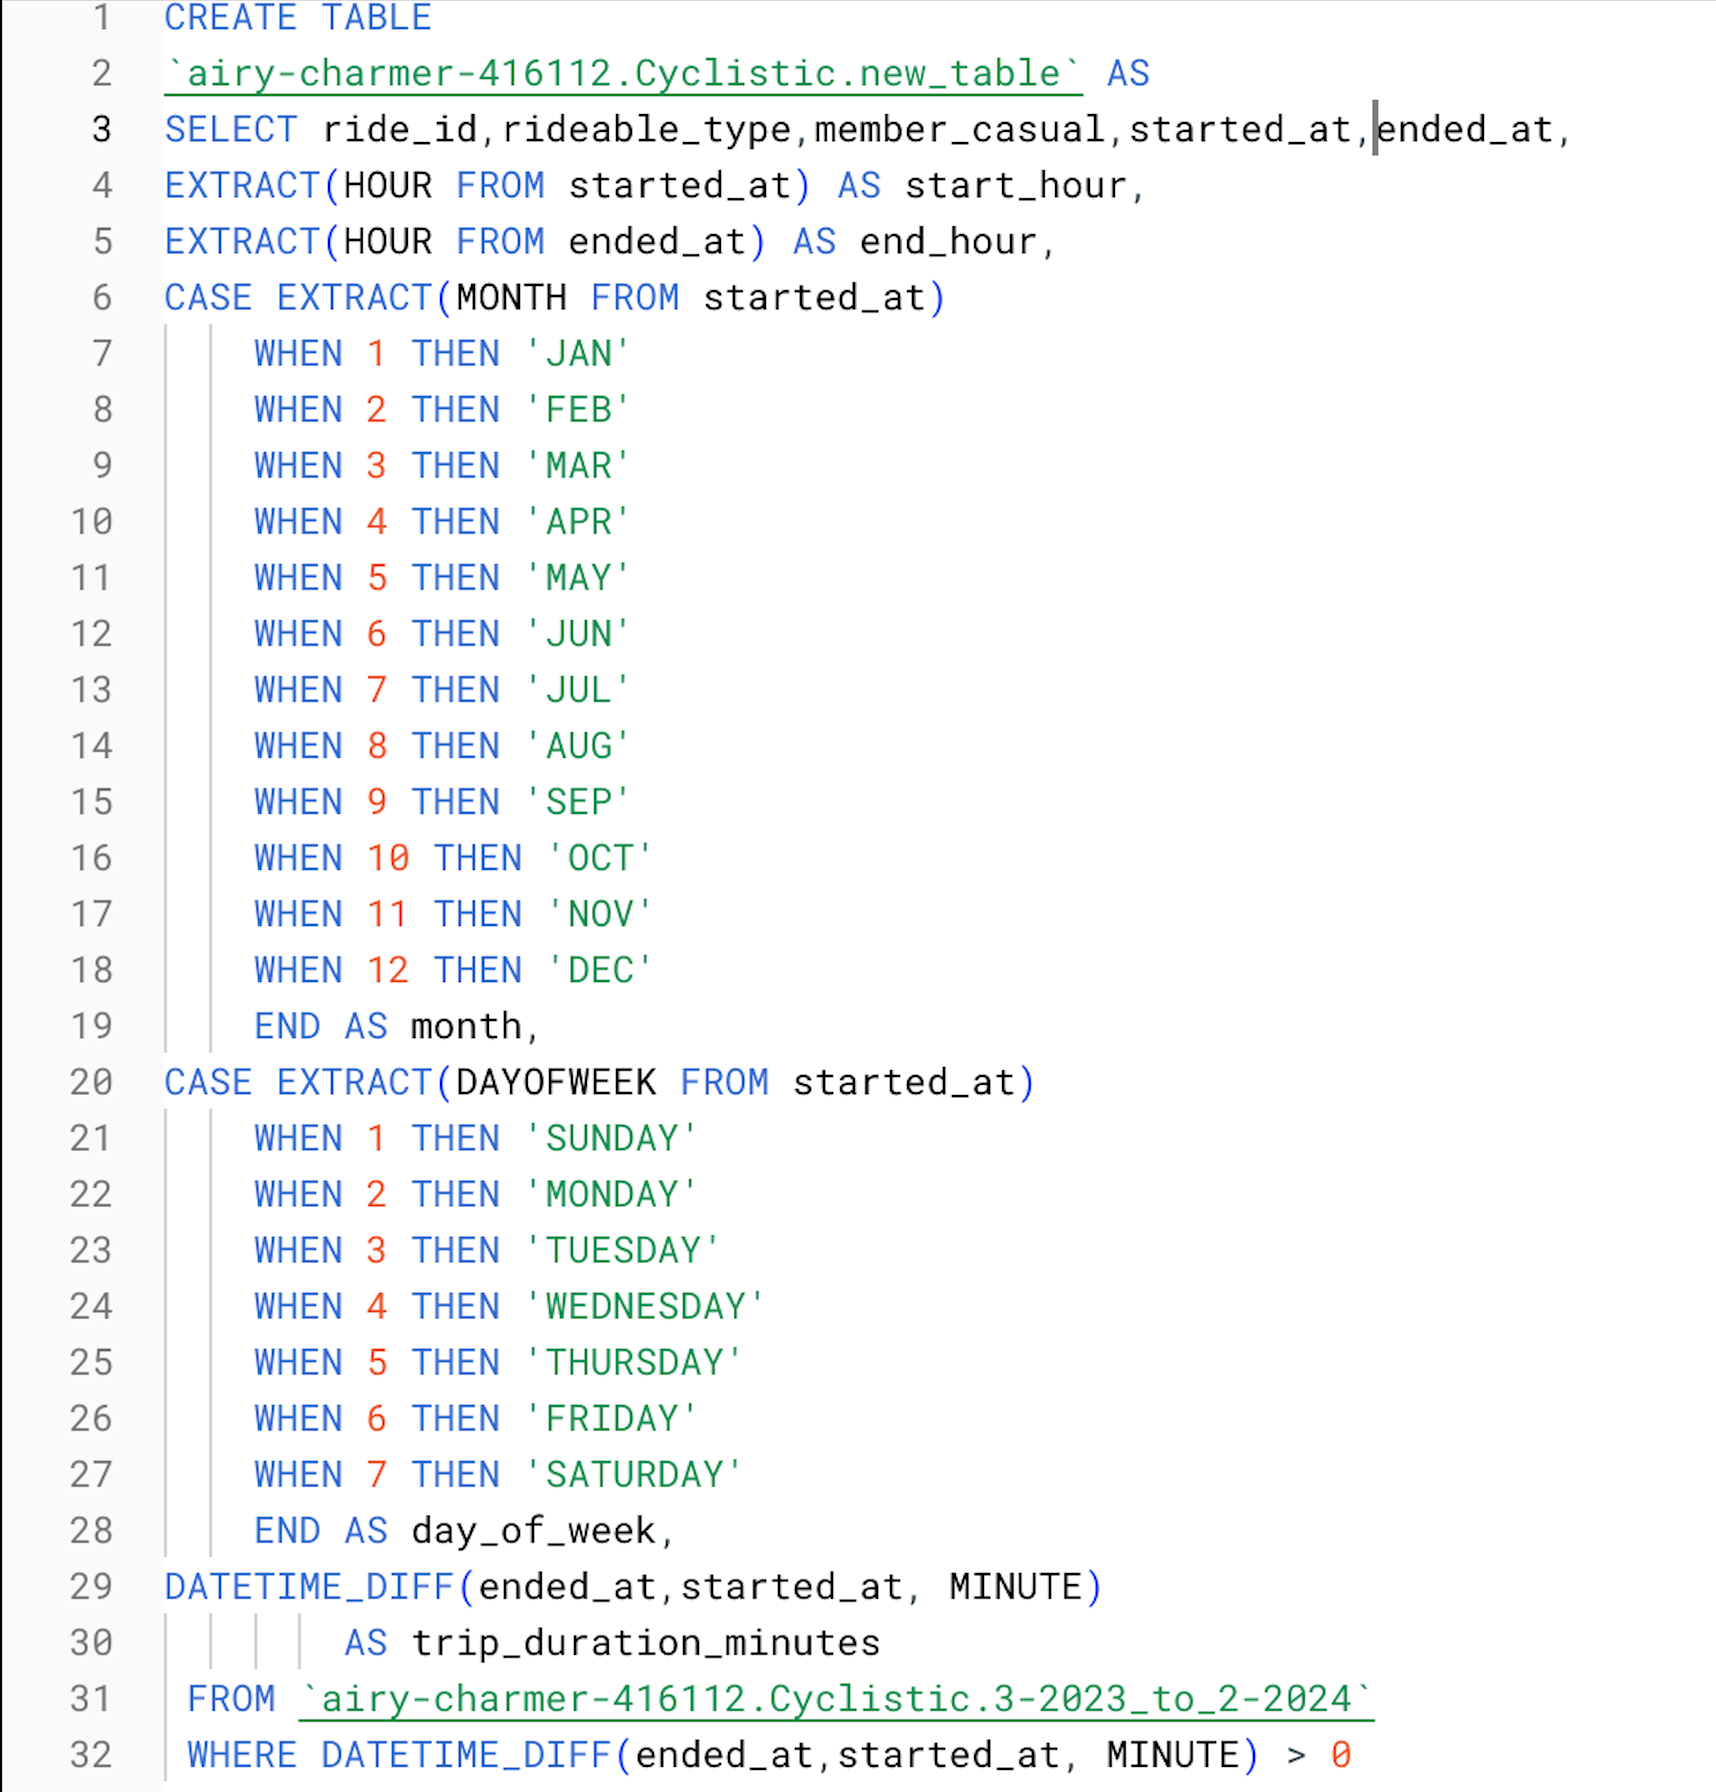 1 CREATE TABLE
2 `airy-charmer-416112.Cyclistic.new_table` AS
3 SELECT ride_id,rideable_type,member_casual,started_at,ended_at,
4 EXTRACT(HOUR FROM started_at) AS start_hour,
5 EXTRACT(HOUR FROM ended_at) AS end_hour,
6 CASE EXTRACT(MONTH FROM started_at)
7 WHEN 1 THEN 'JAN'
8 WHEN 2 THEN 'FEB'
9 WHEN 3 THEN 'MAR'
10 WHEN 4 THEN 'APR'
11 WHEN 5 THEN 'MAY'
12 WHEN 6 THEN 'JUN'
13 WHEN 7 THEN 'JUL'
14 WHEN 8 THEN 'AUG'
15 WHEN 9 THEN 'SEP'
16 WHEN 10 THEN 'OCT'
17 WHEN 11 THEN 'NOV'
18 WHEN 12 THEN 'DEC'
19 END AS month,
20 CASE EXTRACT(DAYOFWEEK FROM started_at)
21 WHEN 1 THEN 'SUNDAY'
22 WHEN 2 THEN 'MONDAY'
23 WHEN 3 THEN 'TUESDAY'
24 WHEN 4 THEN 'WEDNESDAY'
25 WHEN 5 THEN 'THURSDAY'
26 WHEN 6 THEN 'FRIDAY'
27 WHEN 7 THEN 'SATURDAY'
28 END AS day_of_week,
29 DATETIME_DIFF(ended_at,started_at, MINUTE)
30 AS trip_duration_minutes
31 FROM `airy-charmer-416112.Cyclistic.3-2023_to_2-2024`
32 WHERE DATETIME_DIFF(ended_at,started_at, MINUTE) > 0